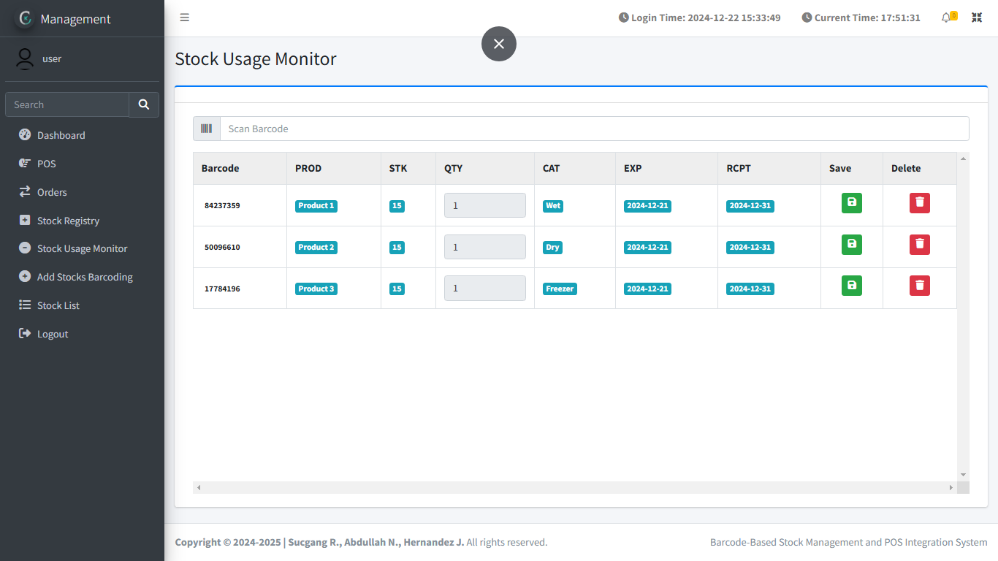 Management
Login Time: 2024-12-22 15:33:49
Current Time: 17:51:31
user
Search
Dashboard
POS
Orders
Stock Registry
Stock Usage Monitor
Add Stocks Barcoding
Stock List
Logout
Stock Usage Monitor
Scan Barcode
Barcode PROD STK QTY CAT EXP RCPT Save Delete
84237359 Product 1 15 1 Wet 2024-12-21 2024-12-31
50096610 Product 2 15 1 Dry 2024-12-21 2024-12-31
17784196 Product 3 15 1 Freezer 2024-12-21 2024-12-31
Copyright © 2024-2025 | Sucgang R., Abdullah N., Hernandez J. All rights reserved.
Barcode-Based Stock Management and POS Integration System